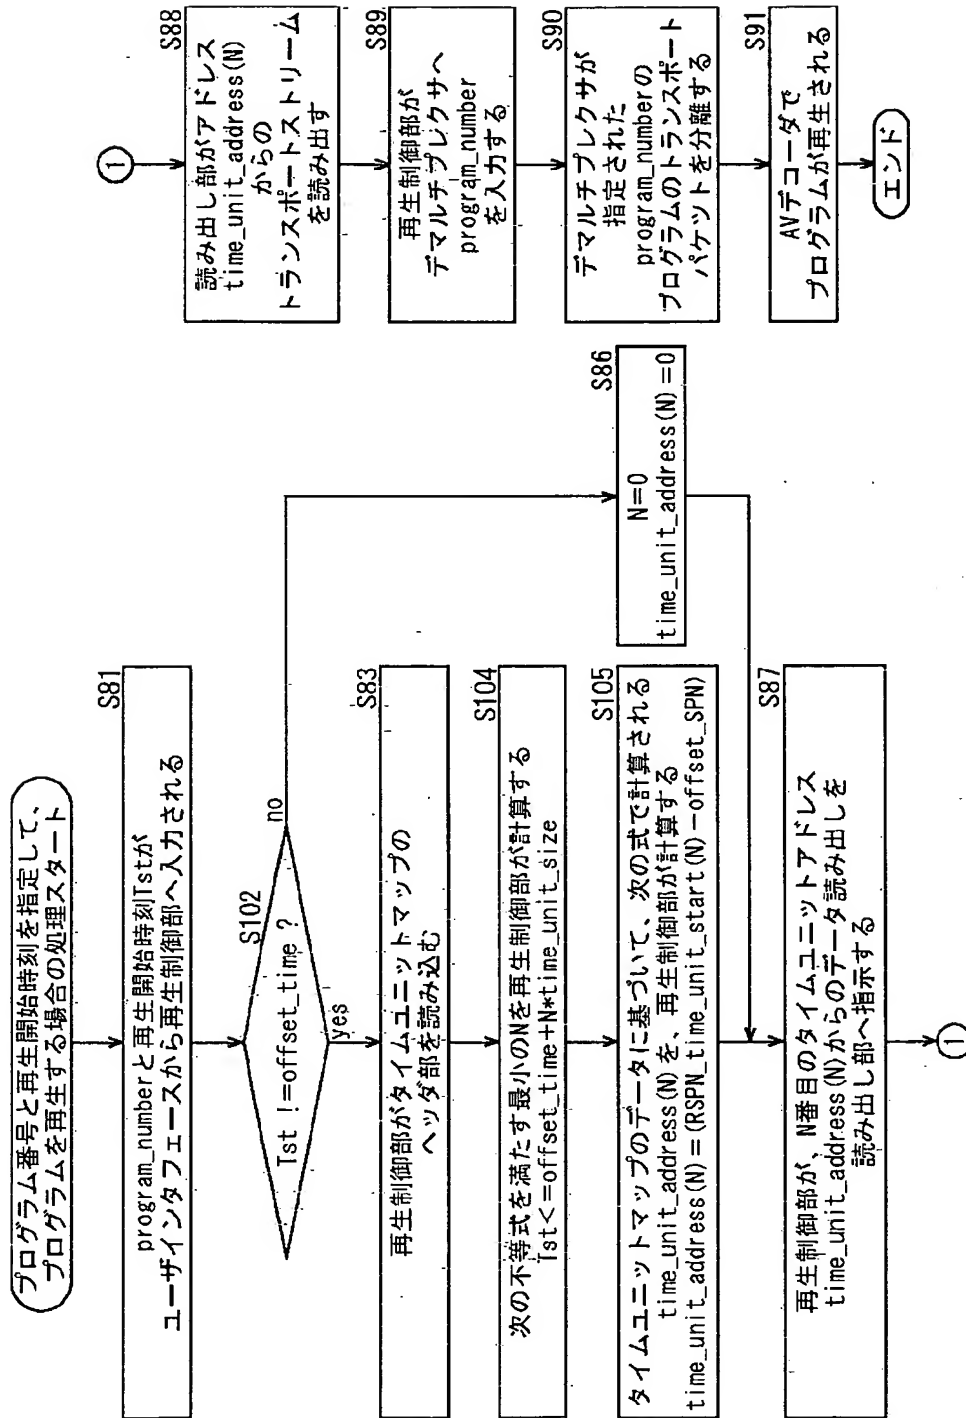 プログラム番号と再生開始時刻を指定して、
プログラムを再生する場合の処理スタート
S81
program_numberと再生開始時刻Tstが
ユーザインタフェースから再生制御部へ入力される
S102
Tst !=offset_time ?
no
yes
S83
再生制御部がタイムユニットマップの
ヘッダ部を読み込む
S104
次の不等式を満たす最小のNを再生制御部が計算する
Tst<=offset_time+N*time_unit_size
S105
タイムユニットマップのデータに基づいて、次の式で計算される
time_unit_address(N)を、再生制御部が計算する
time_unit_address(N)=(RSPN_time_unit_start(N)-offset_SPN)
S86
N=0
time_unit_address(N)=0
S87
再生制御部が、N番目のタイムユニットアドレス
time_unit_address(N)からのデータ読み出しを
読み出し部へ指示する
1
1
S88
読み出し部がアドレス
time_unit_address(N)
からの
トランスポートストリーム
を読み出す
S89
再生制御部が
デマルチプレクサへ
program_number
を入力する
S90
デマルチプレクサが
指定された
program_numberの
プログラムのトランスポート
パケットを分離する
S91
AVデコーダで
プログラムが再生される
エンド